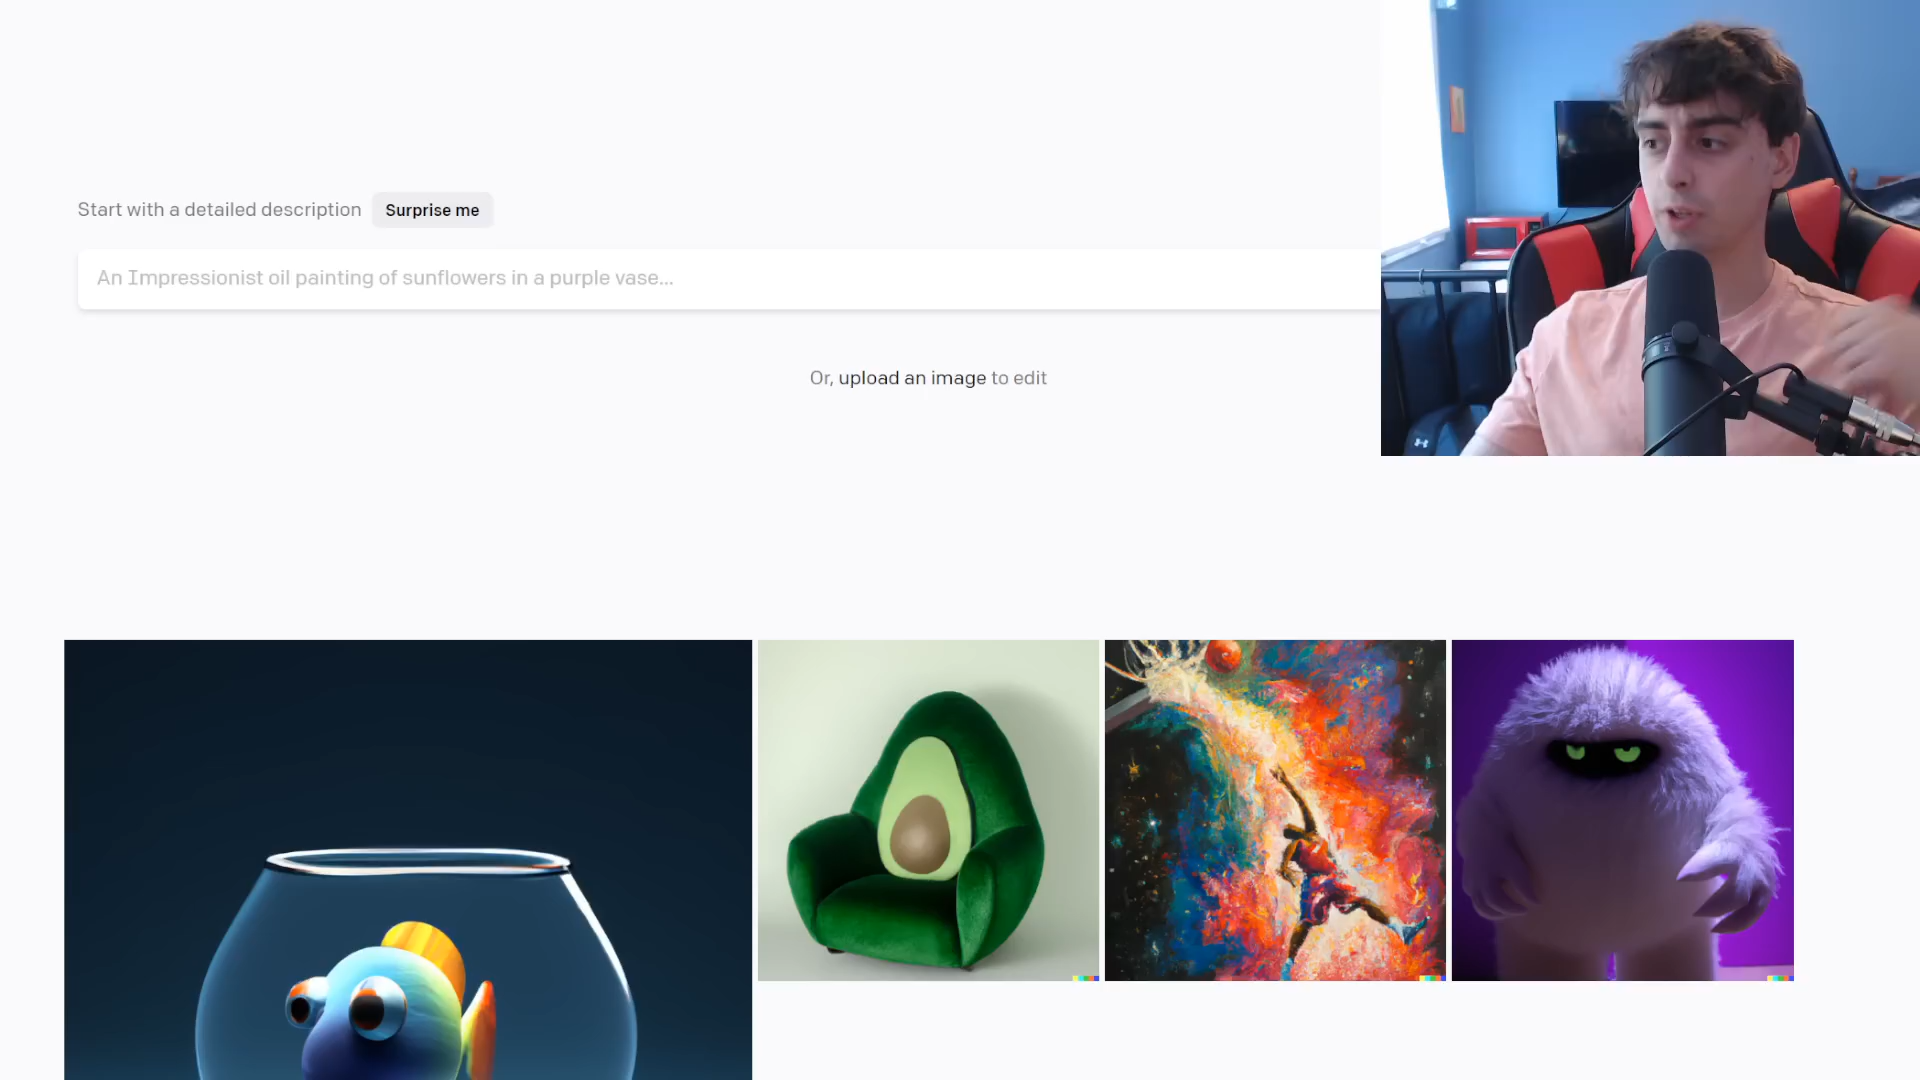 Start with a detailed description Surprise me
An Impressionist oil painting of sunflowers in a purple vase...
Or, upload an image to edit